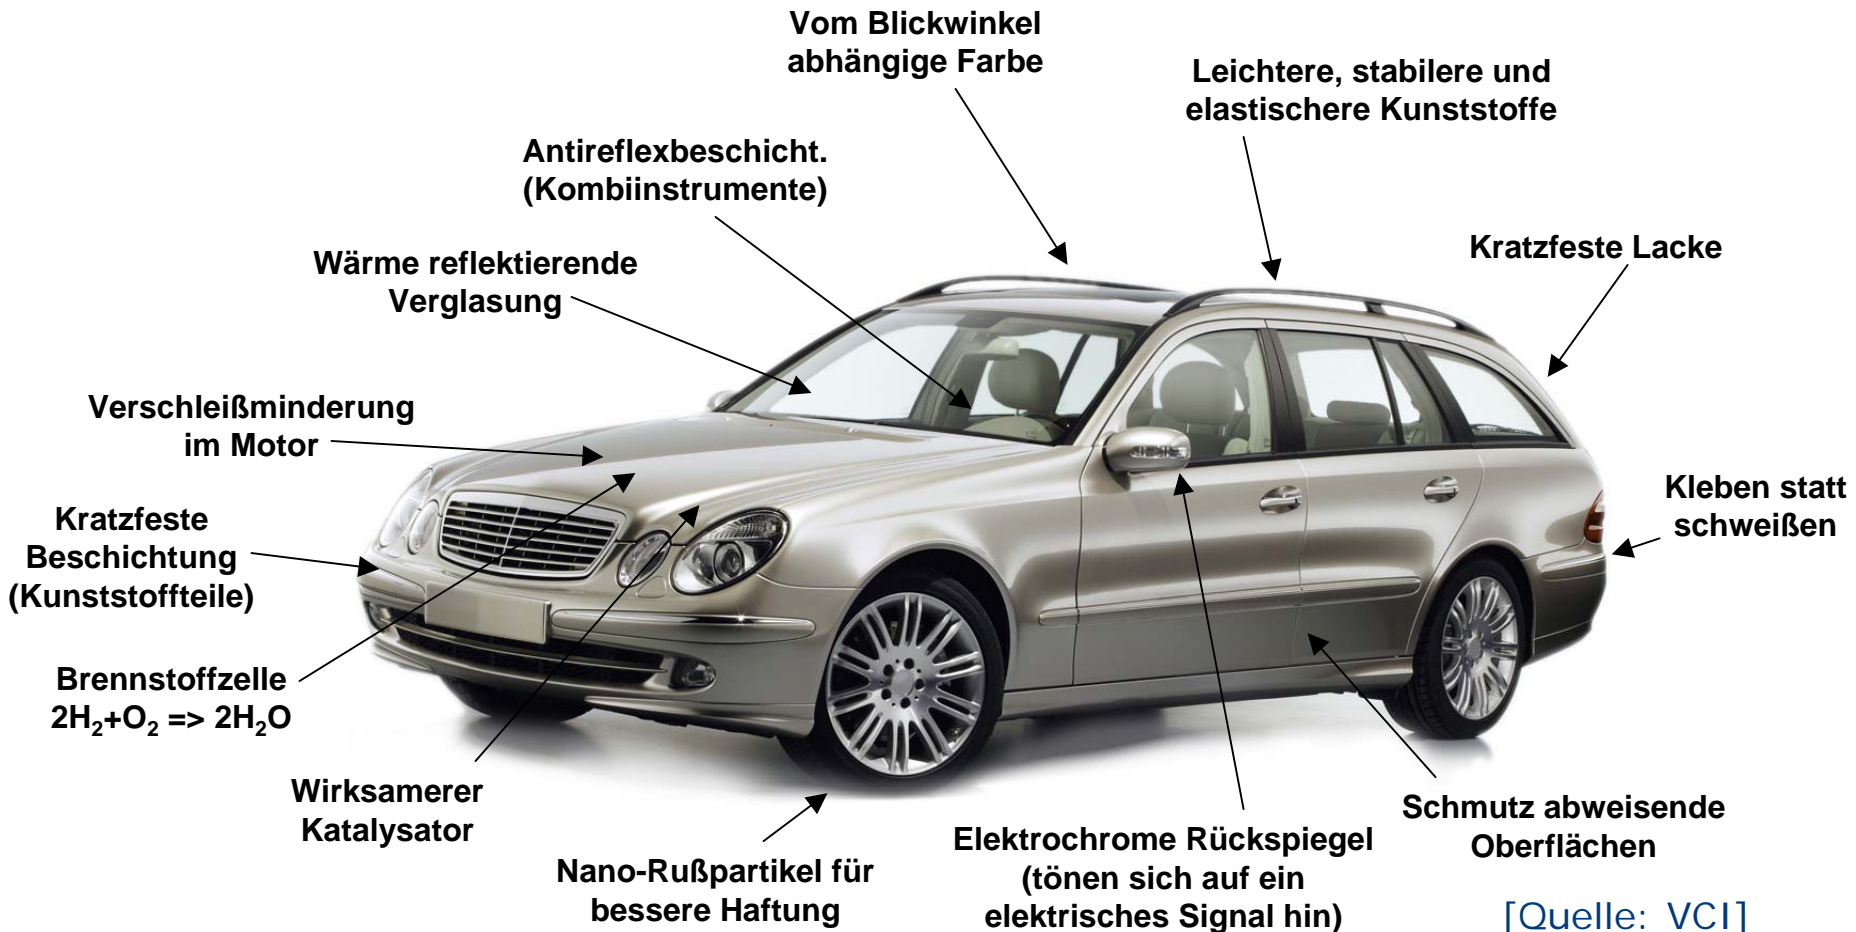 Vom Blickwinkel
abhängige Farbe
Leichtere, stabilere und
elastischere Kunststoffe
Antireflexbeschicht.
(Kombiinstrumente)
Kratzfeste Lacke
Wärme reflektierende
Verglasung
Verschleißminderung
im Motor
Kleben statt
schweißen
Kratzfeste
Beschichtung
(Kunststoffteile)
Brennstoffzelle
2H₂+O₂ => 2H₂O
Wirksamerer
Katalysator
Nano-Rußpartikel für
bessere Haftung
Elektrochrome Rückspiegel
(tönen sich auf ein
elektrisches Signal hin)
Schmutz abweisende
Oberflächen
[Quelle: VCI]